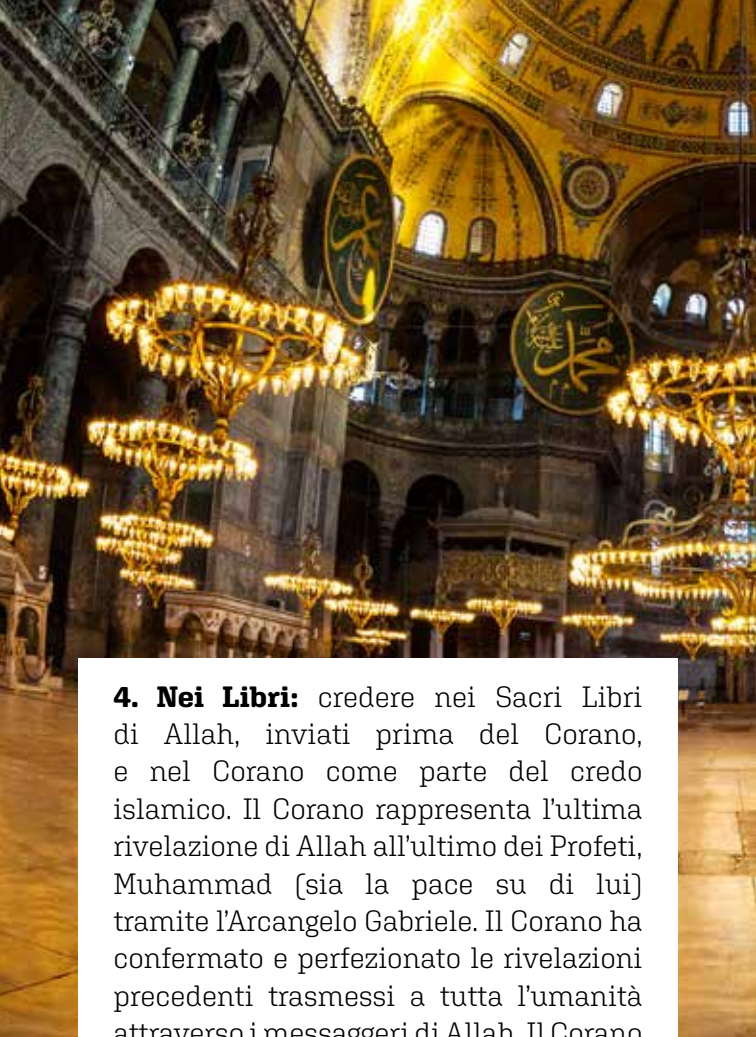 عمر
محمد
4. Nei Libri: credere nei Sacri Libri
di Allah, inviati prima del Corano,
e nel Corano come parte del credo
islamico. Il Corano rappresenta l’ultima
rivelazione di Allah all’ultimo dei Profeti,
Muhammad (sia la pace su di lui)
tramite l’Arcangelo Gabriele. Il Corano ha
confermato e perfezionato le rivelazioni
precedenti trasmessi a tutta l’umanità
attraverso i messaggeri di Allah. Il Corano